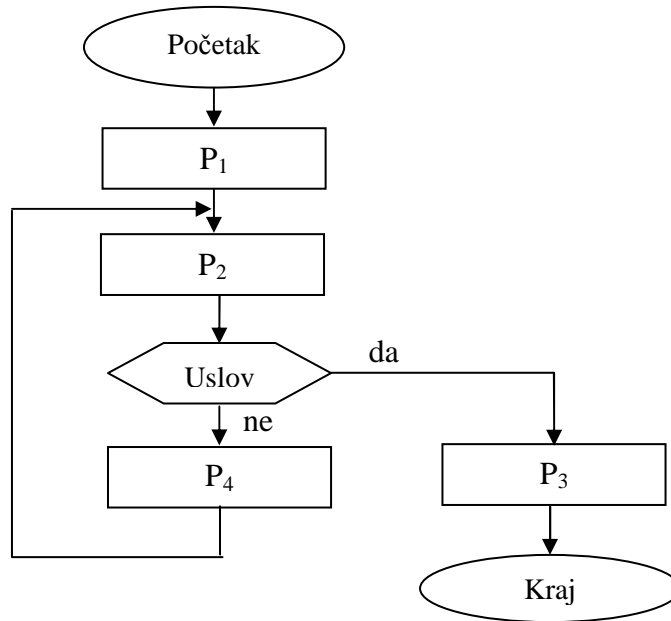 Početak
P₁
P₂
Uslov
da
ne
P₄
P₃
Kraj